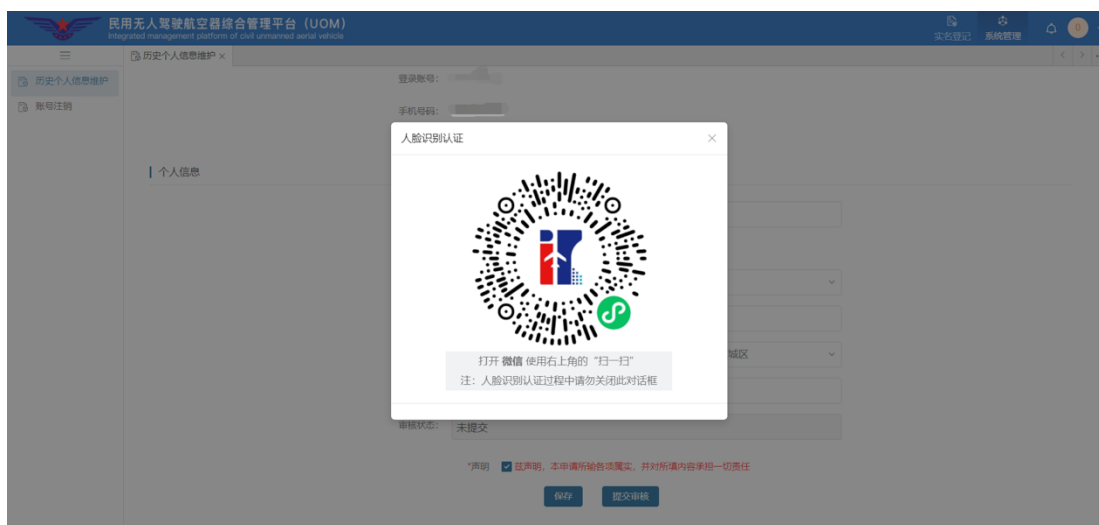 民用无人驾驶航空器综合管理平台（UOM）
Integrated management platform of civil unmanned aerial vehicle
实名登记
系统管理
0
历史个人信息维护 ×
历史个人信息维护
账号注销
登录账号：
手机号码：
人脸识别认证
个人信息
打开 微信 使用右上角的“扫一扫”
注：人脸识别认证过程中请勿关闭此对话框
城区
审核状态：
未提交
*声明
兹声明，本申请所输各项属实，并对所填内容承担一切责任
保存
提交审核